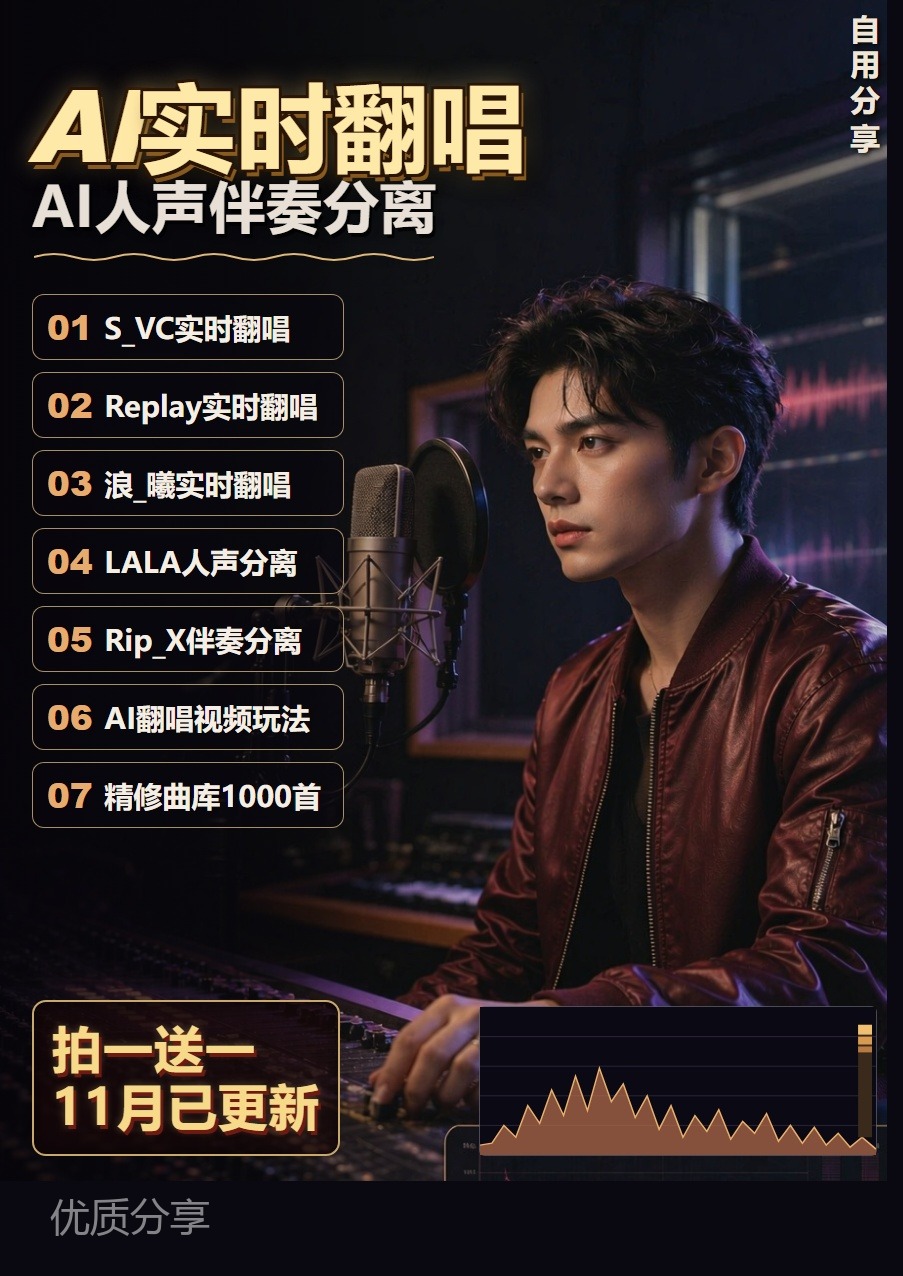 自用分享
AI实时翻唱
AI人声伴奏分离
01 S_VC实时翻唱
02 Replay实时翻唱
03 浪_曦实时翻唱
04 LALA人声分离
05 Rip_X伴奏分离
06 AI翻唱视频玩法
07 精修曲库1000首
拍一送一
11月已更新
优质分享